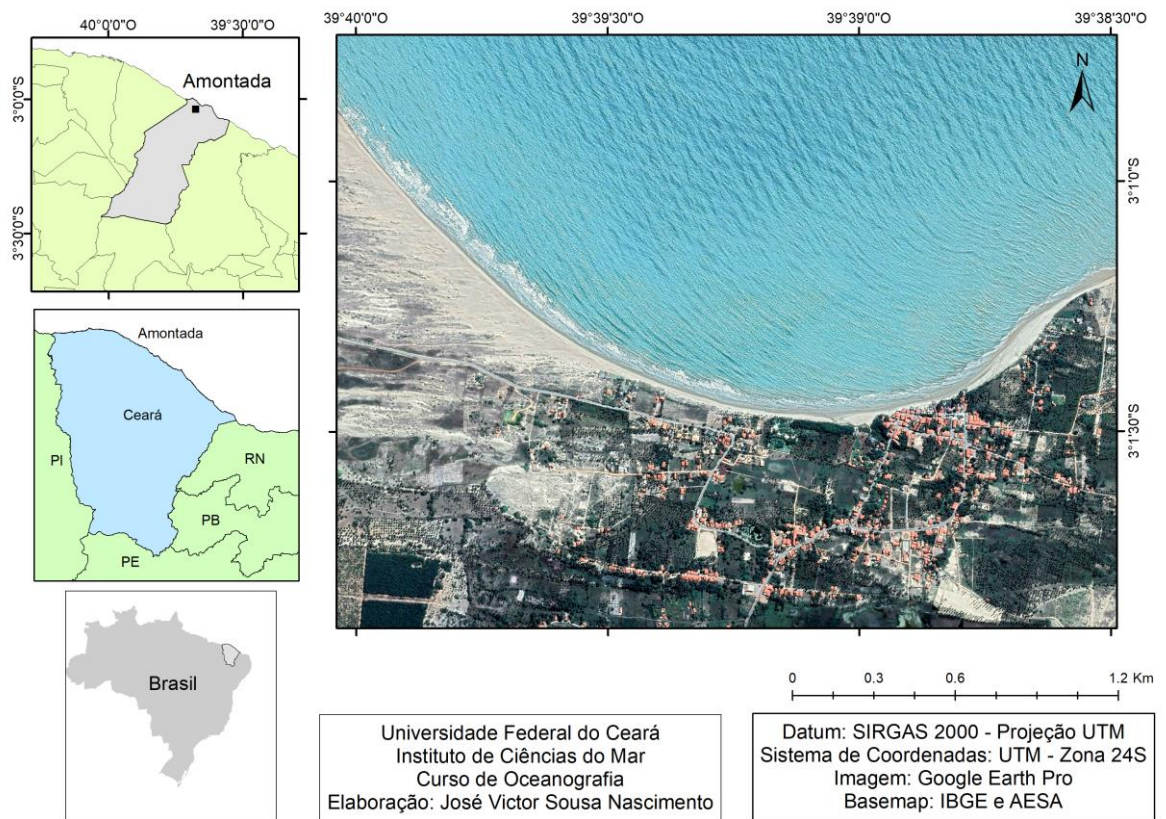 40°0'0"O
39°30'0"O
3°0'0"S
3°30'0"S
Amontada
Amontada
Ceará
PI
RN
PB
PE
Brasil
39°40'0"O
39°39'30"O
39°39'0"O
39°38'30"O
N
3°1'0"S
3°1'30"S
0 0.3 0.6 1.2 Km
Universidade Federal do Ceará
Instituto de Ciências do Mar
Curso de Oceanografia
Elaboração: José Victor Sousa Nascimento
Datum: SIRGAS 2000 - Projeção UTM
Sistema de Coordenadas: UTM - Zona 24S
Imagem: Google Earth Pro
Basemap: IBGE e AESA